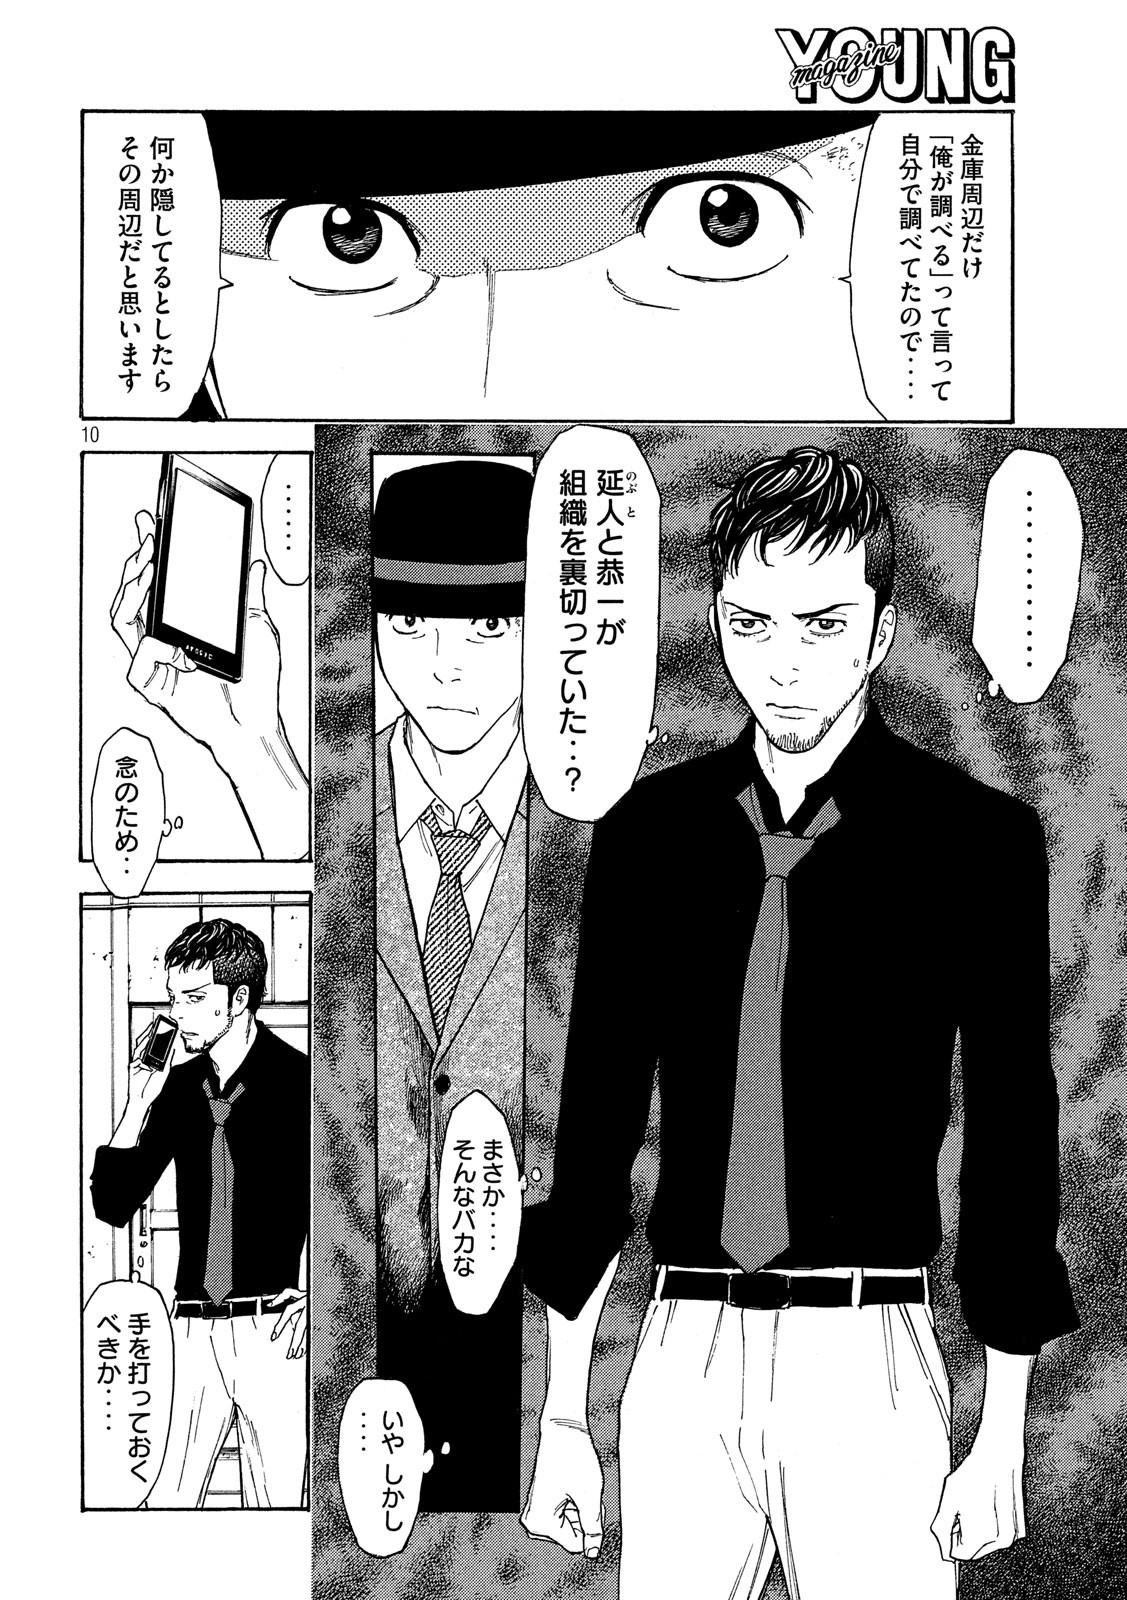 YOUNG
magazine
金庫周辺だけ
「俺が調べる」って言って
自分で調べてたので‥‥
何か隠してるとしたら
その周辺だと思います
10
‥‥‥‥‥
延人と恭一が
のぶと
組織を裏切っていた‥?
まさか‥‥
そんなバカな
いや しかし
‥‥
‥‥‥
念のため‥
手を打っておく
べきか‥‥